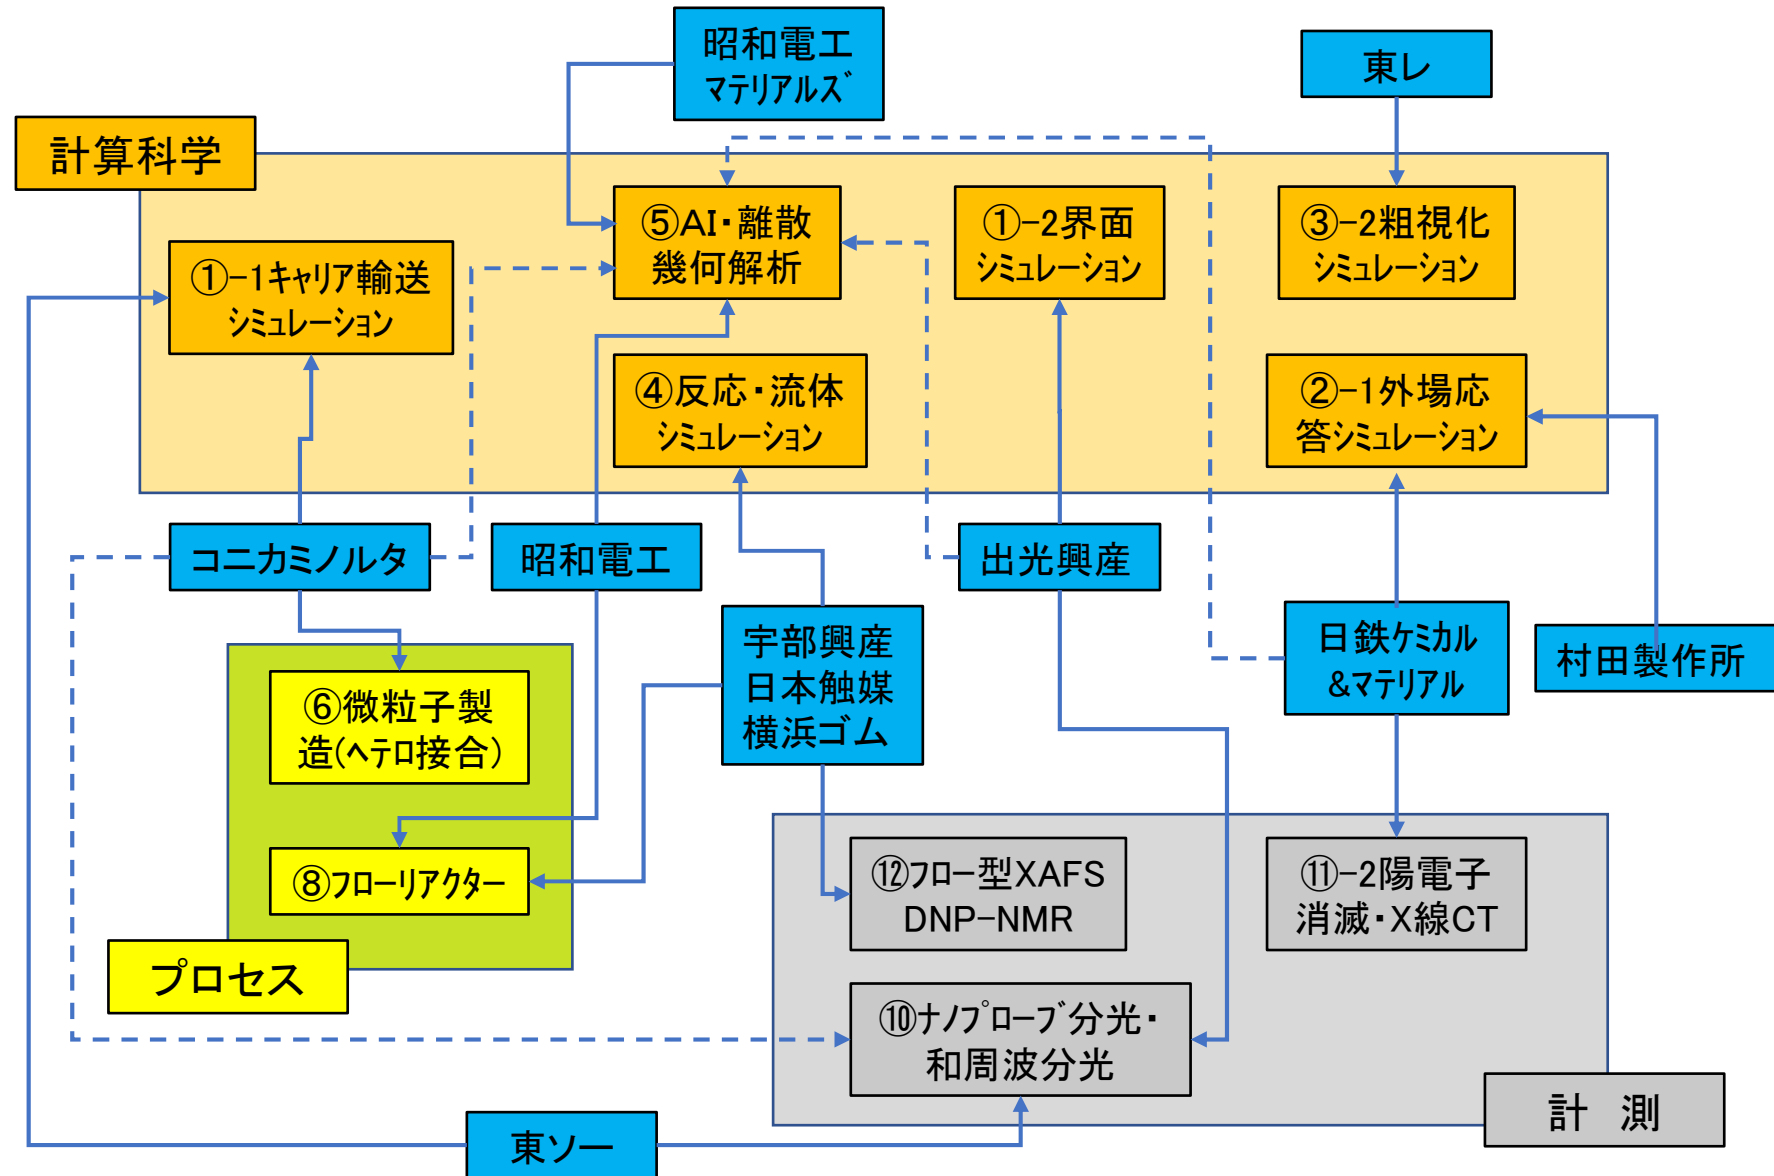 昭和電工
マテリアルズ
東レ
計算科学
⑤AI・離散
幾何解析
①-2界面
シミュレーション
③-2粗視化
シミュレーション
①-1キャリア輸送
シミュレーション
④反応・流体
シミュレーション
②-1外場応
答シミュレーション
コニカミノルタ
昭和電工
出光興産
宇部興産
日本触媒
横浜ゴム
日鉄ケミカル
&マテリアル
村田製作所
⑥微粒子製
造(ヘテロ接合)
⑧フローリアクター
プロセス
⑫フロー型XAFS
DNP-NMR
⑪-2陽電子
消滅・X線CT
⑩ナノプローブ分光・
和周波分光
計 測
東ソー